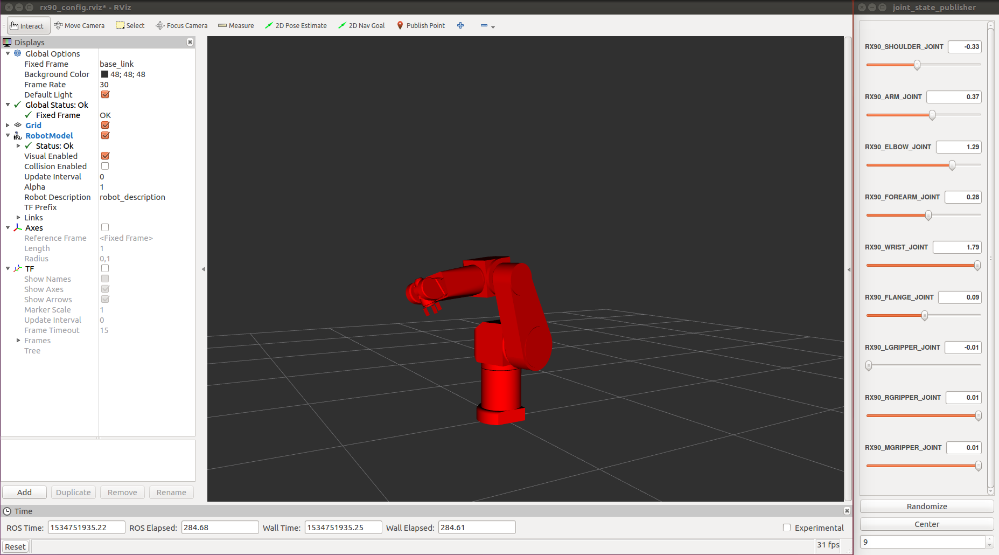 rx90_config.rviz* - RViz
Interact Move Camera Select Focus Camera Measure 2D Pose Estimate 2D Nav Goal Publish Point
Displays
Global Options
Fixed Frame base_link
Background Color 48; 48; 48
Frame Rate 30
Default Light
Global Status: Ok
Fixed Frame OK
Grid
RobotModel
Status: Ok
Visual Enabled
Collision Enabled
Update Interval 0
Alpha 1
Robot Description robot_description
TF Prefix
Links
Axes
Reference Frame <Fixed Frame>
Length 1
Radius 0,1
TF
Show Names
Show Axes
Show Arrows
Marker Scale 1
Update Interval 0
Frame Timeout 15
Frames
Tree
Add Duplicate Remove Rename
Time
ROS Time: 1534751935.22 ROS Elapsed: 284.68 Wall Time: 1534751935.25 Wall Elapsed: 284.61 Experimental
Reset 31 fps
joint_state_publisher
RX90_SHOULDER_JOINT -0.33
RX90_ARM_JOINT 0.37
RX90_ELBOW_JOINT 1.29
RX90_FOREARM_JOINT 0.28
RX90_WRIST_JOINT 1.79
RX90_FLANGE_JOINT 0.09
RX90_LGRIPPER_JOINT -0.01
RX90_RGRIPPER_JOINT 0.01
RX90_MGRIPPER_JOINT 0.01
Randomize
Center
9